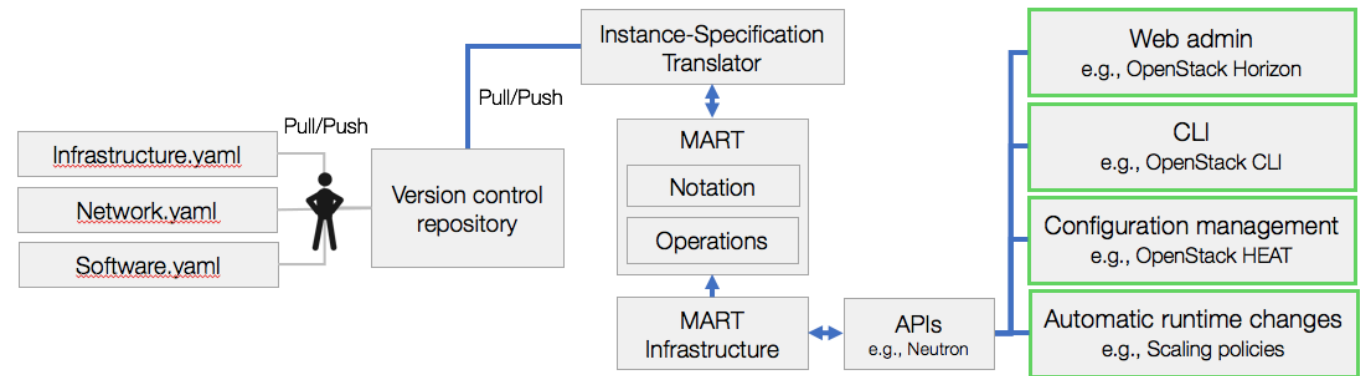 Infrastructure.yaml
Network.yaml
Software.yaml
Pull/Push
Version control
repository
Pull/Push
Instance-Specification
Translator
MART
Notation
Operations
MART
Infrastructure
APIs
e.g., Neutron
Web admin
e.g., OpenStack Horizon
CLI
e.g., OpenStack CLI
Configuration management
e.g., OpenStack HEAT
Automatic runtime changes
e.g., Scaling policies